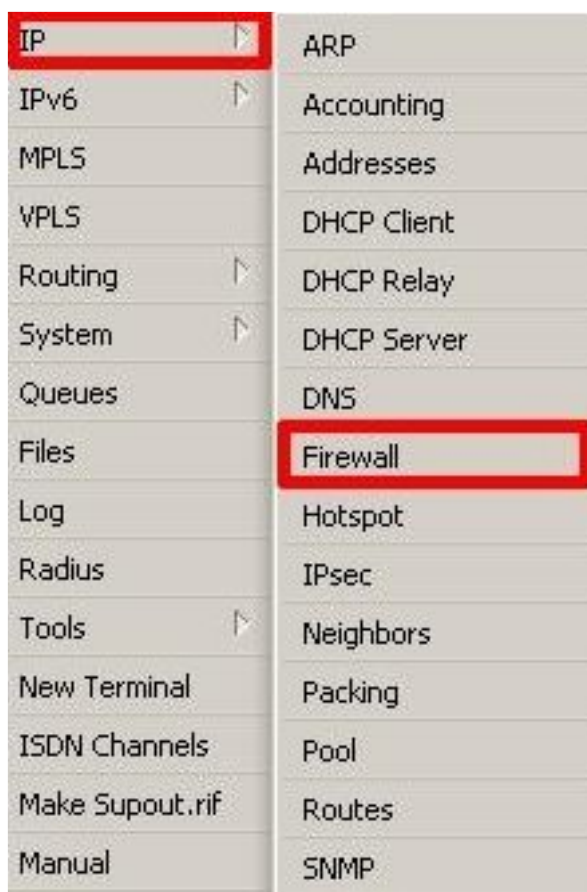 IP
IPv6
MPLS
VPLS
Routing
System
Queues
Files
Log
Radius
Tools
New Terminal
ISDN Channels
Make Supout.rif
Manual
ARP
Accounting
Addresses
DHCP Client
DHCP Relay
DHCP Server
DNS
Firewall
Hotspot
IPsec
Neighbors
Packing
Pool
Routes
SNMP